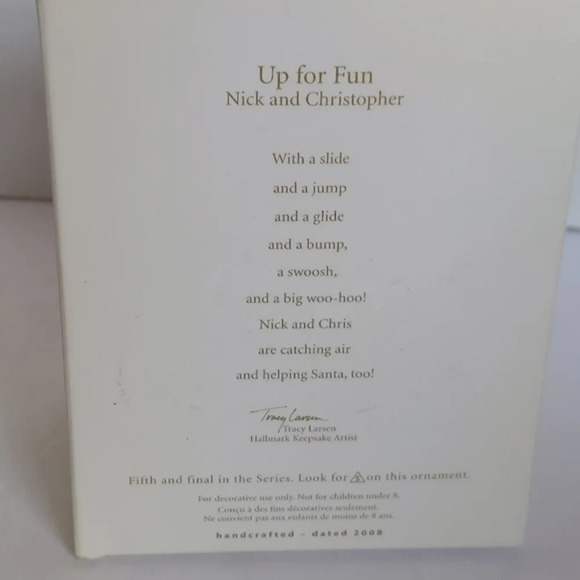 Up for Fun
Nick and Christopher
With a slide
and a jump
and a glide
and a bump,
a swoosh,
and a big woo-hoo!
Nick and Chris
are catching air
and helping Santa, too!
Tracy Larsen
Tracy Larsen
Hallmark Keepsake Artist
Fifth and final in the Series. Look for 5 on this ornament.
For decorative use only. Not for children under 8.
Conçu à des fins décoratives seulement.
Ne convient pas aux enfants de moins de 8 ans.
handcrafted – dated 2008